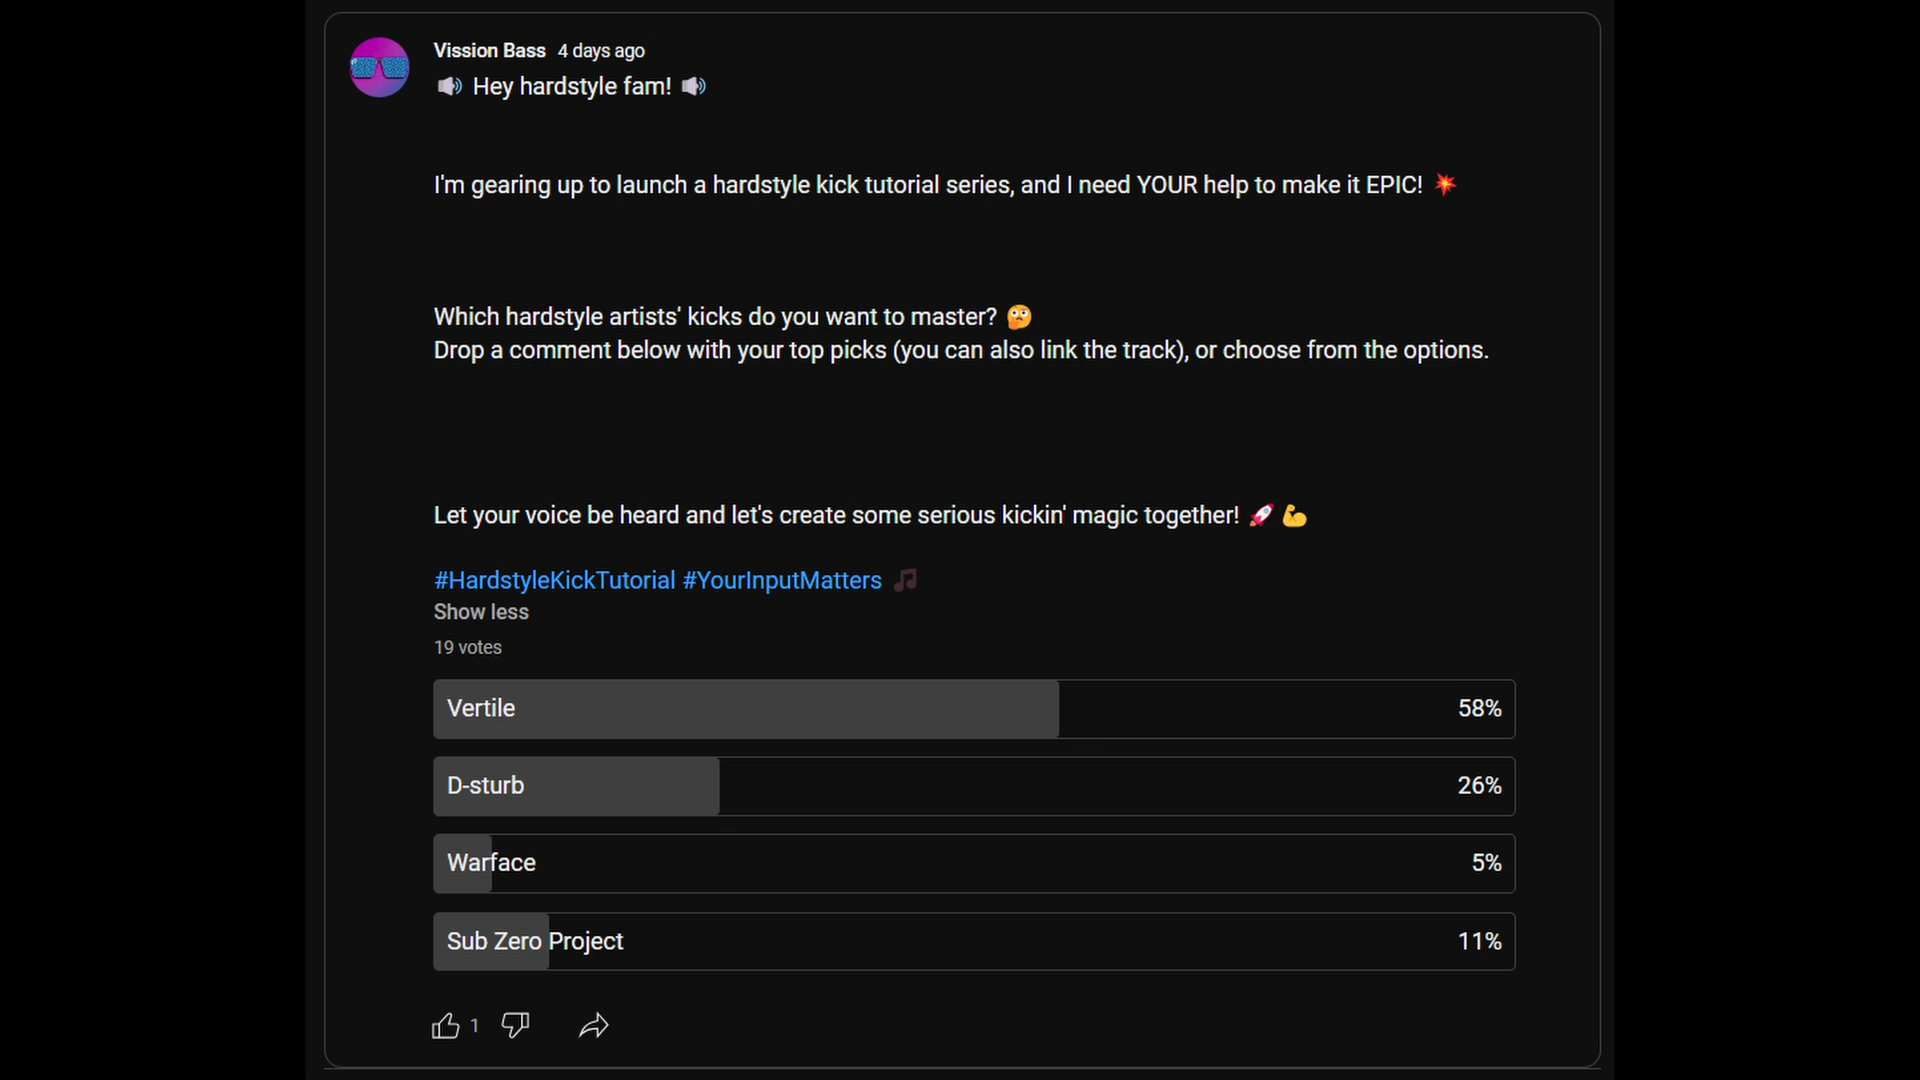 Vission Bass 4 days ago
🔊 Hey hardstyle fam! 🔊
I'm gearing up to launch a hardstyle kick tutorial series, and I need YOUR help to make it EPIC! 💥
Which hardstyle artists' kicks do you want to master? 🤔
Drop a comment below with your top picks (you can also link the track), or choose from the options.
Let your voice be heard and let's create some serious kickin' magic together! 🚀 💪
#HardstyleKickTutorial #YourInputMatters 🎵
Show less
19 votes
Vertile 58%
D-sturb 26%
Warface 5%
Sub Zero Project 11%
1